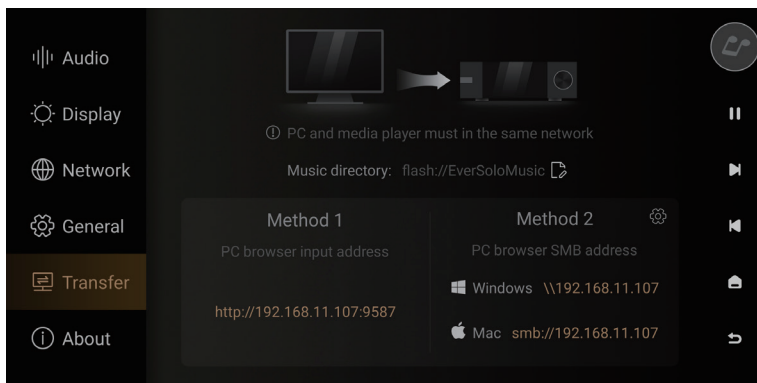 Audio
Display
Network
General
Transfer
About
PC and media player must in the same network
Music directory: flash://EverSoloMusic
Method 1
PC browser input address
http://192.168.11.107:9587
Method 2
PC browser SMB address
Windows \\192.168.11.107
Mac smb://192.168.11.107